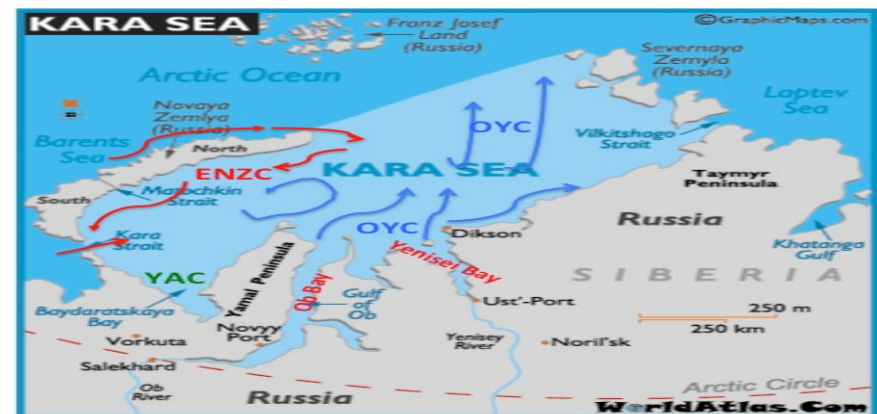 KARA SEA
©GraphicMaps.com
Franz Josef
Land
(Russia)
Severnaya
Zemyla
(Russia)
Arctic Ocean
Laptev
Sea
Novaya
Zemlya
(Russia)
Barents
Sea
North
OYC
Vilkitshogo
Strait
ENZC
KARA SEA
Taymyr
Peninsula
Matochkin
Strait
South
Russia
Kara
Strait
OYC
Dikson
Khatanga
Gulf
YAC
Yamal Peninsula
Ob Bay
Yenisei Bay
SIBERIA
Baydaratskaya
Bay
Gulf
of
Ob
Ust'-Port
250 m
250 km
Vorkuta
Novyy
Port
Yenisey
River
Noril'sk
Salekhard
Ob
River
Russia
Arctic Circle
WorldAtlas.Com